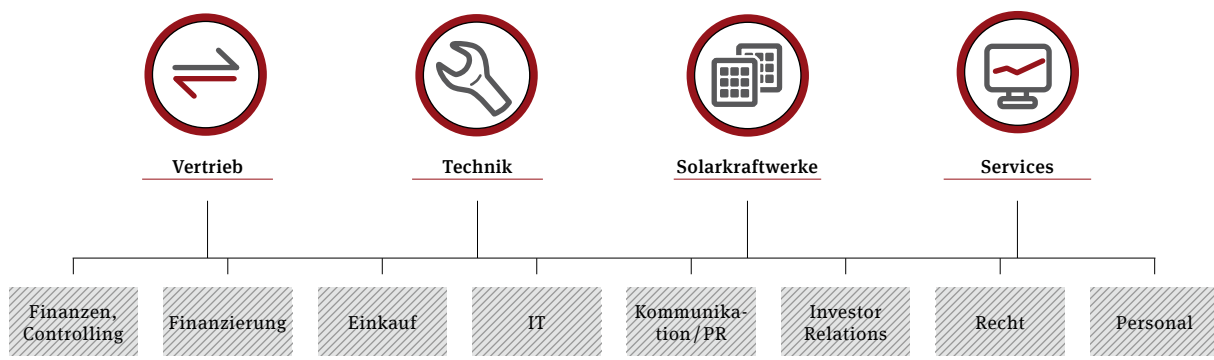 Vertrieb
Technik
Solarkraftwerke
Services
Finanzen,
Controlling
Finanzierung
Einkauf
IT
Kommunika-
tion/PR
Investor
Relations
Recht
Personal